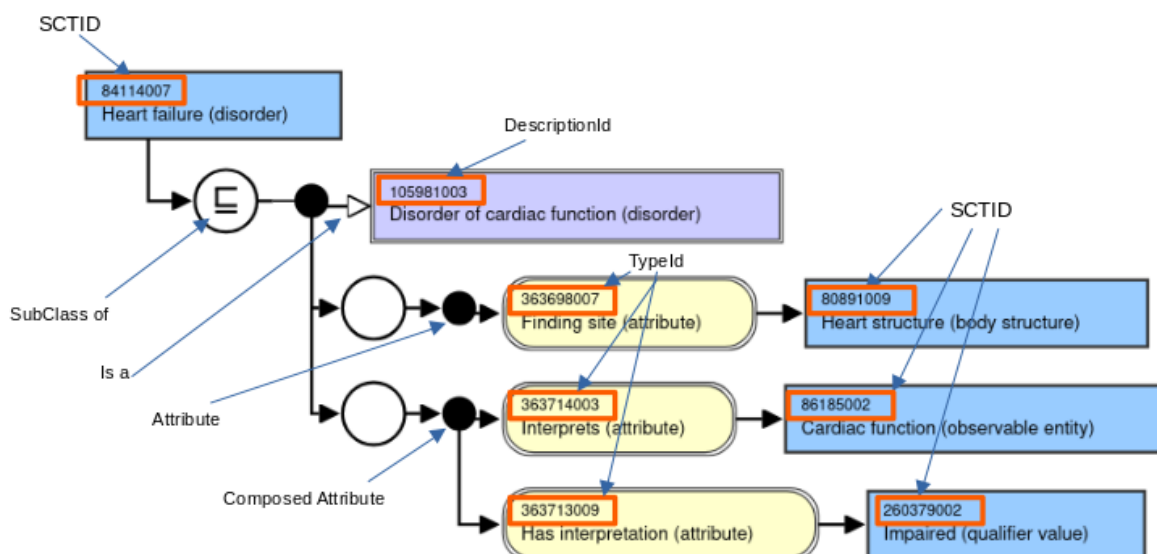 SCTID
84114007
Heart failure (disorder)
DescriptionId
⊑
105981003
Disorder of cardiac function (disorder)
SCTID
SubClass of
TypeId
363698007
Finding site (attribute)
80891009
Heart structure (body structure)
Is a
Attribute
363714003
Interprets (attribute)
86185002
Cardiac function (observable entity)
Composed Attribute
363713009
Has interpretation (attribute)
260379002
Impaired (qualifier value)